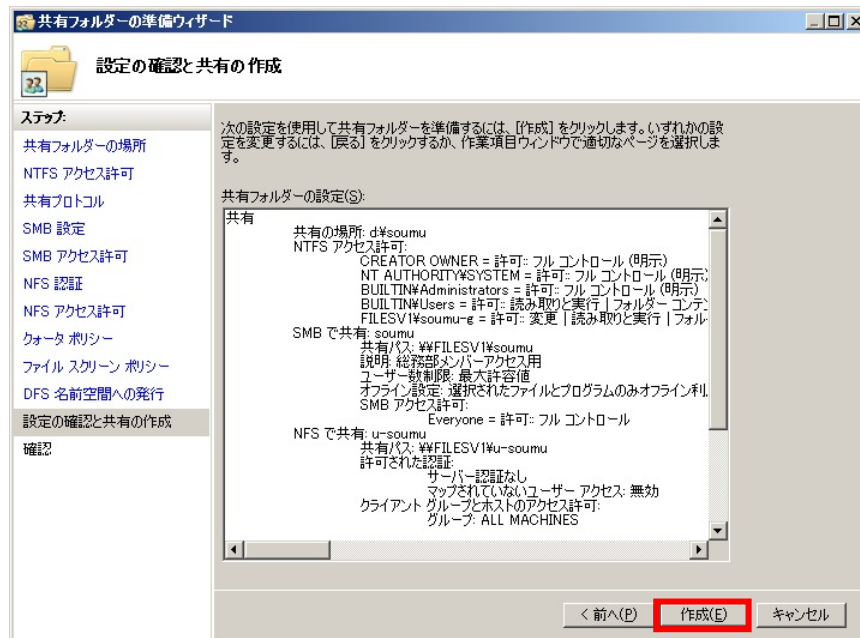 共有フォルダーの準備ウィザード
設定の確認と共有の作成
ステップ:
共有フォルダーの場所
NTFS アクセス許可
共有プロトコル
SMB 設定
SMB アクセス許可
NFS 認証
NFS アクセス許可
クォータ ポリシー
ファイル スクリーン ポリシー
DFS 名前空間への発行
設定の確認と共有の作成
確認
次の設定を使用して共有フォルダーを準備するには、[作成] をクリックします。いずれかの設
定を変更するには、[戻る] をクリックするか、作業項目ウィンドウで適切なページを選択しま
す。
共有フォルダーの設定(S):
共有
共有の場所: d¥soumu
NTFS アクセス許可:
CREATOR OWNER = 許可:: フル コントロール (明示)
NT AUTHORITY¥SYSTEM = 許可:: フル コントロール (明示)
BUILTIN¥Administrators = 許可:: フル コントロール (明示)
BUILTIN¥Users = 許可:: 読み取りと実行 | フォルダー コンテン
FILESV1¥soumu-g = 許可:: 変更 | 読み取りと実行 | フォル
SMB で共有: soumu
共有パス: ¥¥FILESV1¥soumu
説明: 総務部メンバーアクセス用
ユーザー数制限: 最大許容値
オフライン設定: 選択されたファイルとプログラムのみオフライン利
SMB アクセス許可:
Everyone = 許可:: フル コントロール
NFS で共有: u-soumu
共有パス: ¥¥FILESV1¥u-soumu
許可された認証:
サーバー認証なし
マップされていないユーザー アクセス: 無効
クライアント グループとホストのアクセス許可:
グループ: ALL MACHINES
< 前へ(P)
作成(E)
キャンセル